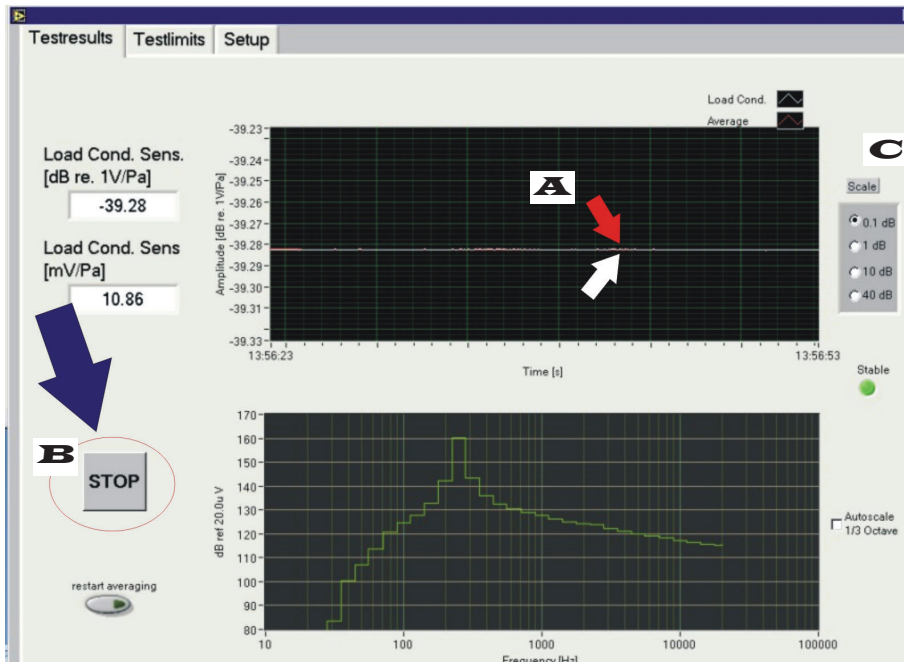 Testresults Testlimits Setup
Load Cond.
Average
Load Cond. Sens.
[dB re. 1V/Pa]
-39.28
Load Cond. Sens
[mV/Pa]
10.86
Amplitude [dB re. 1V/Pa]
-39.23
-39.24
-39.25
-39.26
-39.27
-39.28
-39.29
-39.30
-39.31
-39.33
13:56:23 13:56:53
Time [s]
A
C
Scale
0.1 dB
1 dB
10 dB
40 dB
Stable
B
STOP
restart averaging
dB ref 20.0u V
170
160
150
140
130
120
110
100
90
80
10 100 1000 10000 100000
Frequency [Hz]
Autoscale
1/3 Octave